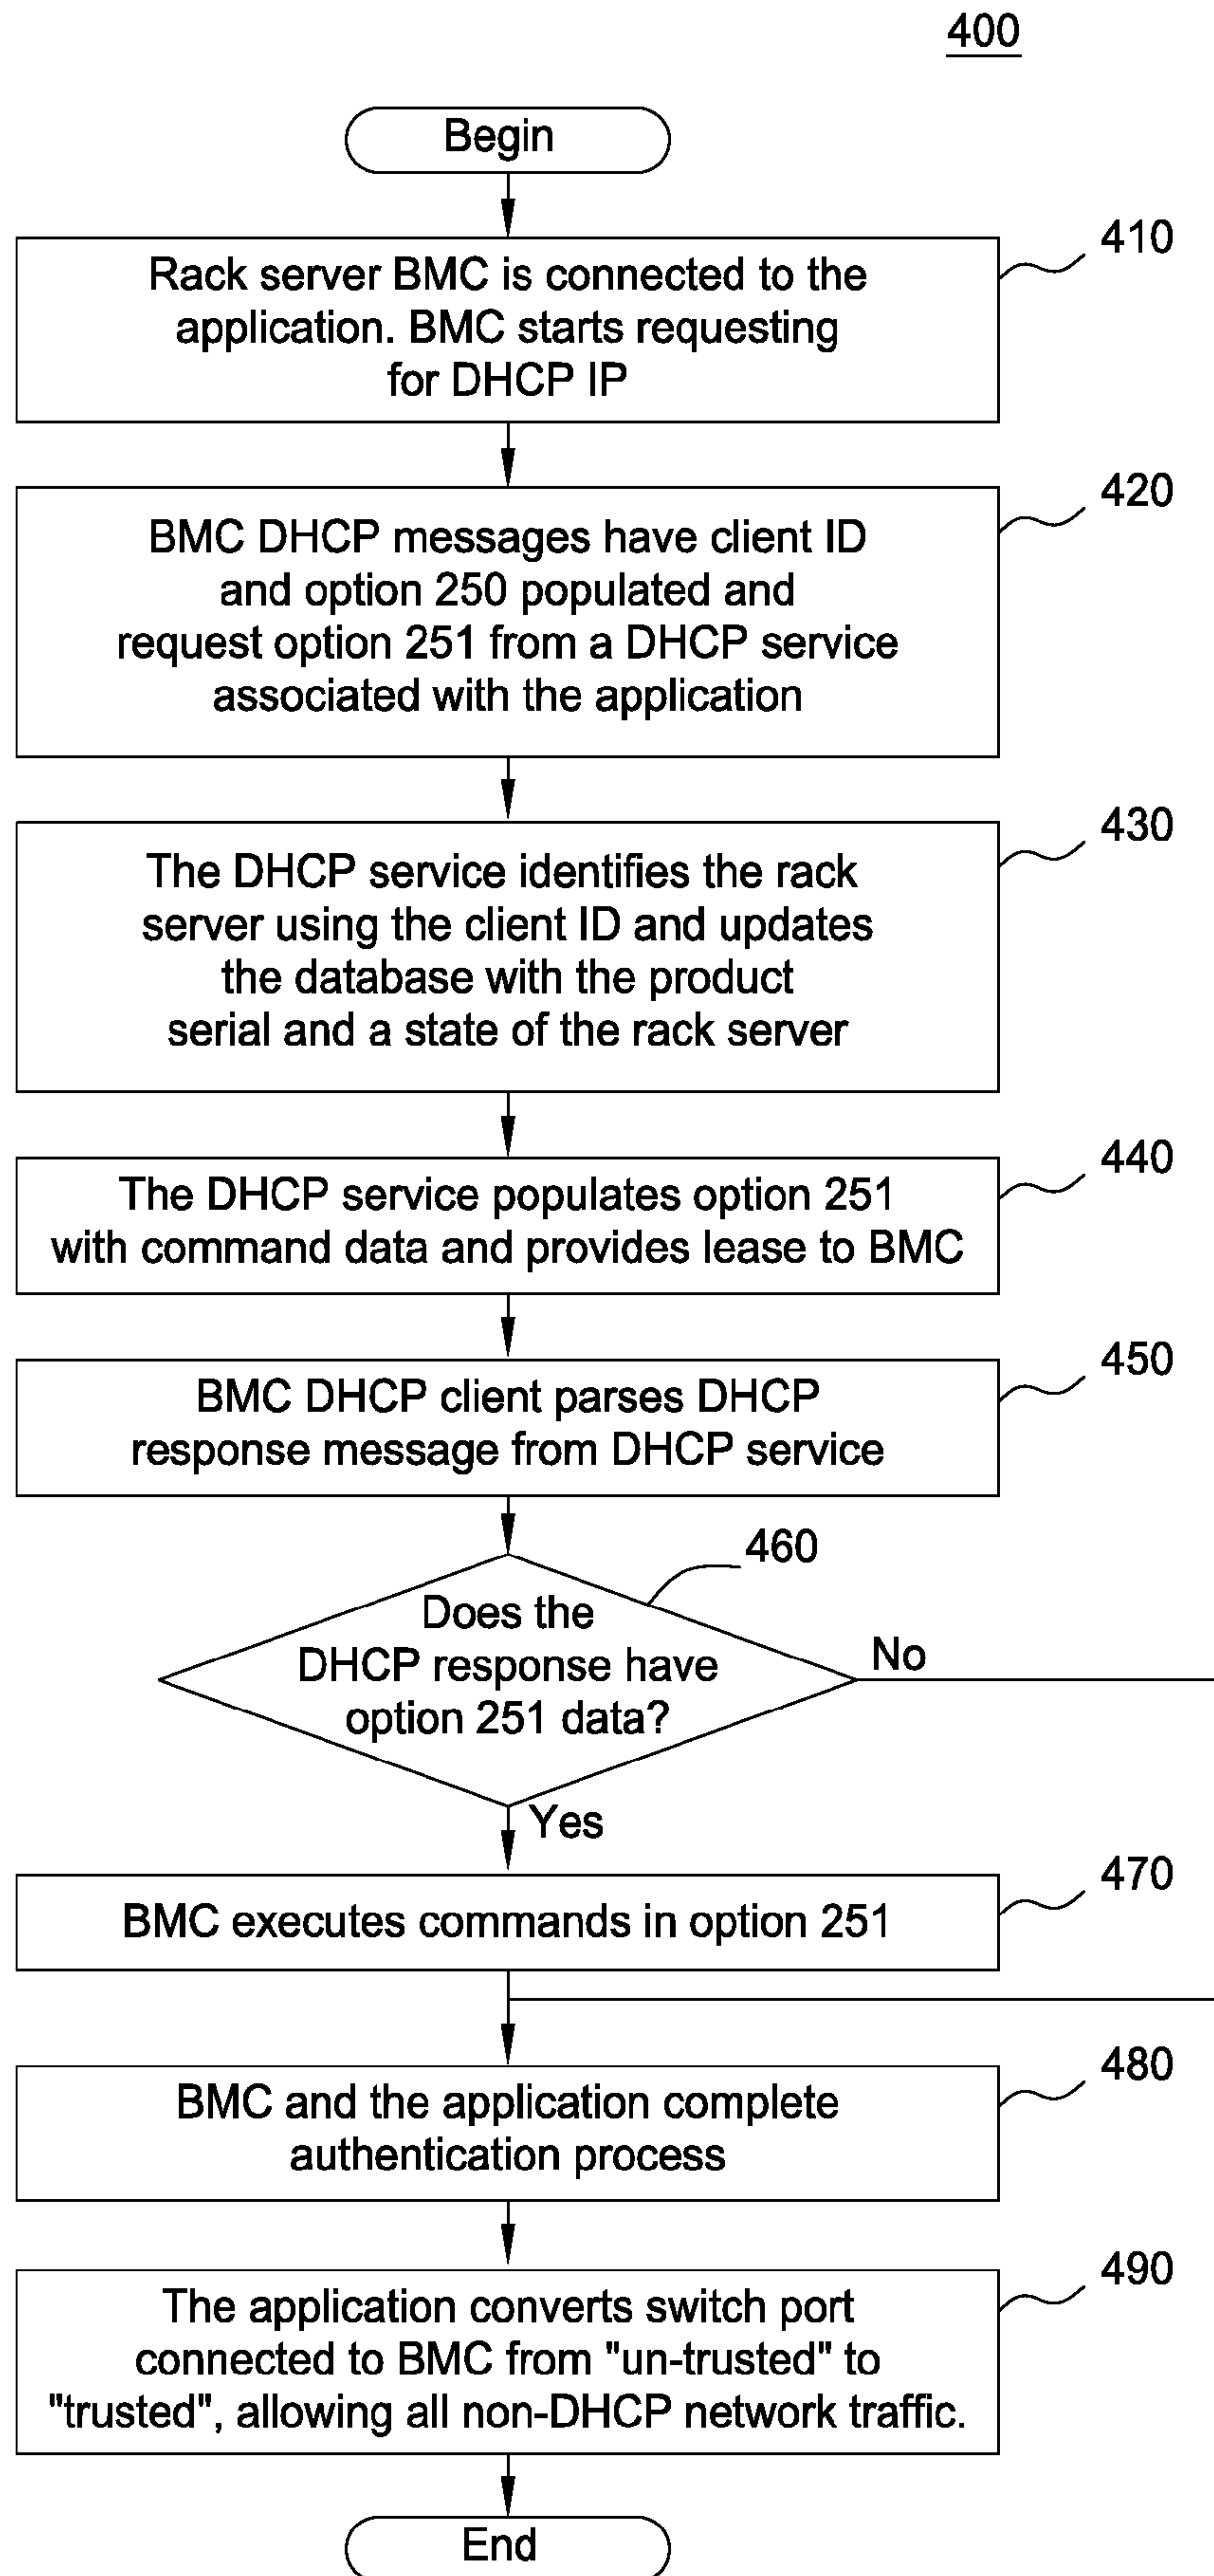 400
Begin
410
Rack server BMC is connected to the
application. BMC starts requesting
for DHCP IP
420
BMC DHCP messages have client ID
and option 250 populated and
request option 251 from a DHCP service
associated with the application
430
The DHCP service identifies the rack
server using the client ID and updates
the database with the product
serial and a state of the rack server
440
The DHCP service populates option 251
with command data and provides lease to BMC
450
BMC DHCP client parses DHCP
response message from DHCP service
460
Does the
DHCP response have
option 251 data?
No
Yes
470
BMC executes commands in option 251
480
BMC and the application complete
authentication process
490
The application converts switch port
connected to BMC from "un-trusted" to
"trusted", allowing all non-DHCP network traffic.
End